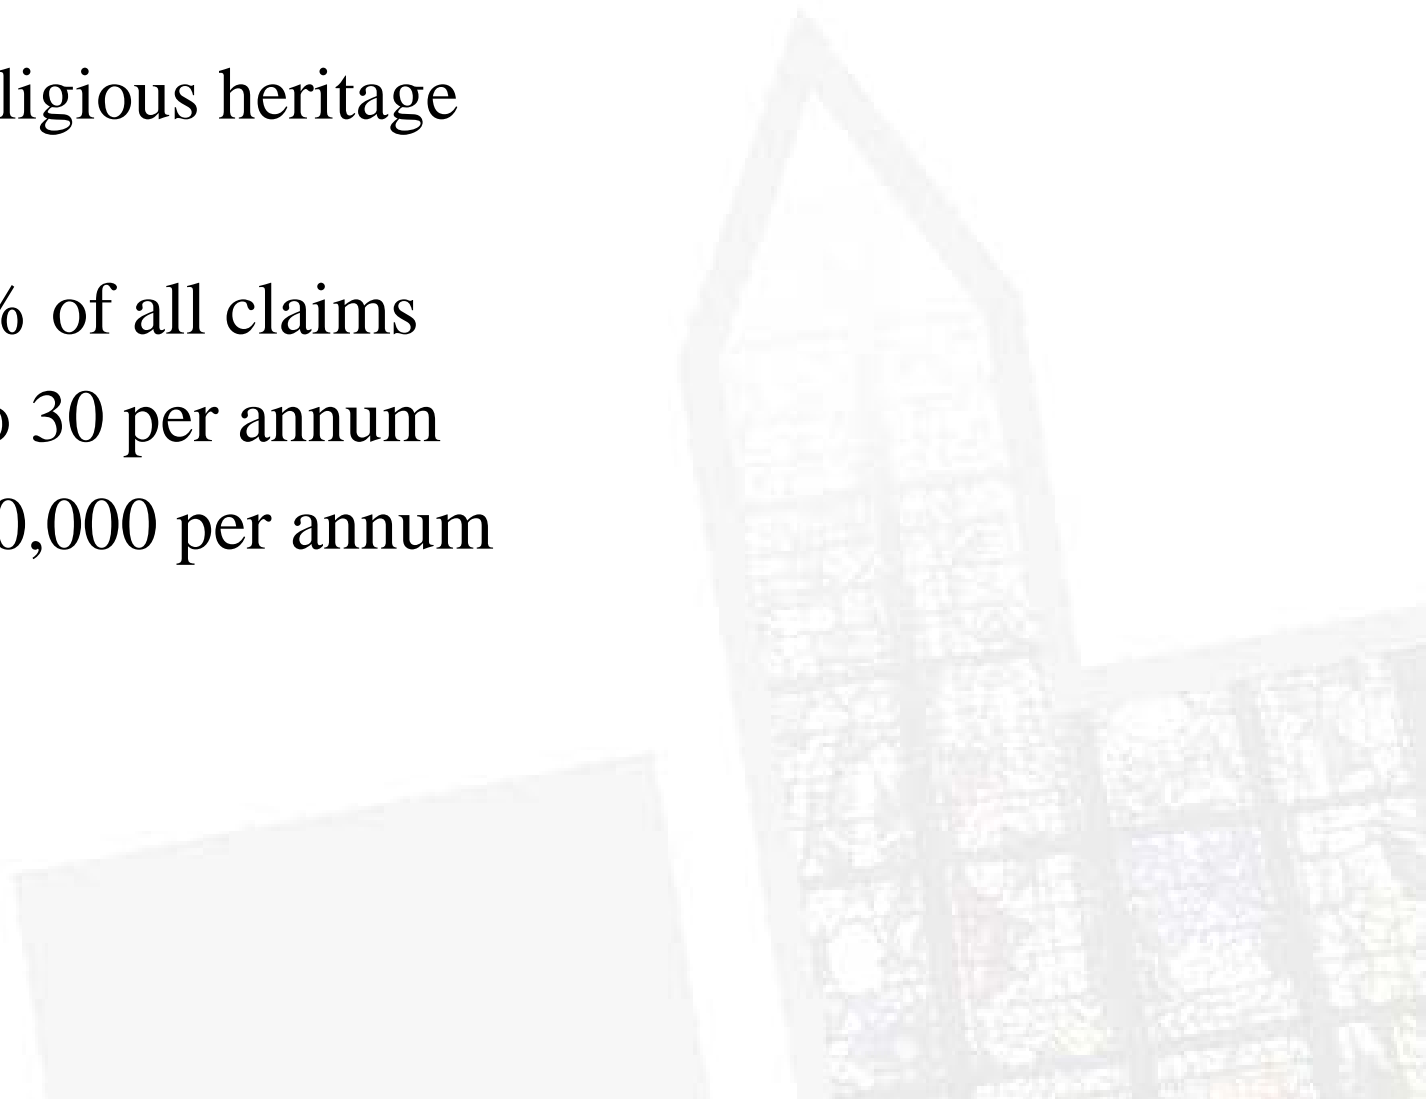 ligious heritage
% of all claims
o 30 per annum
0,000 per annum